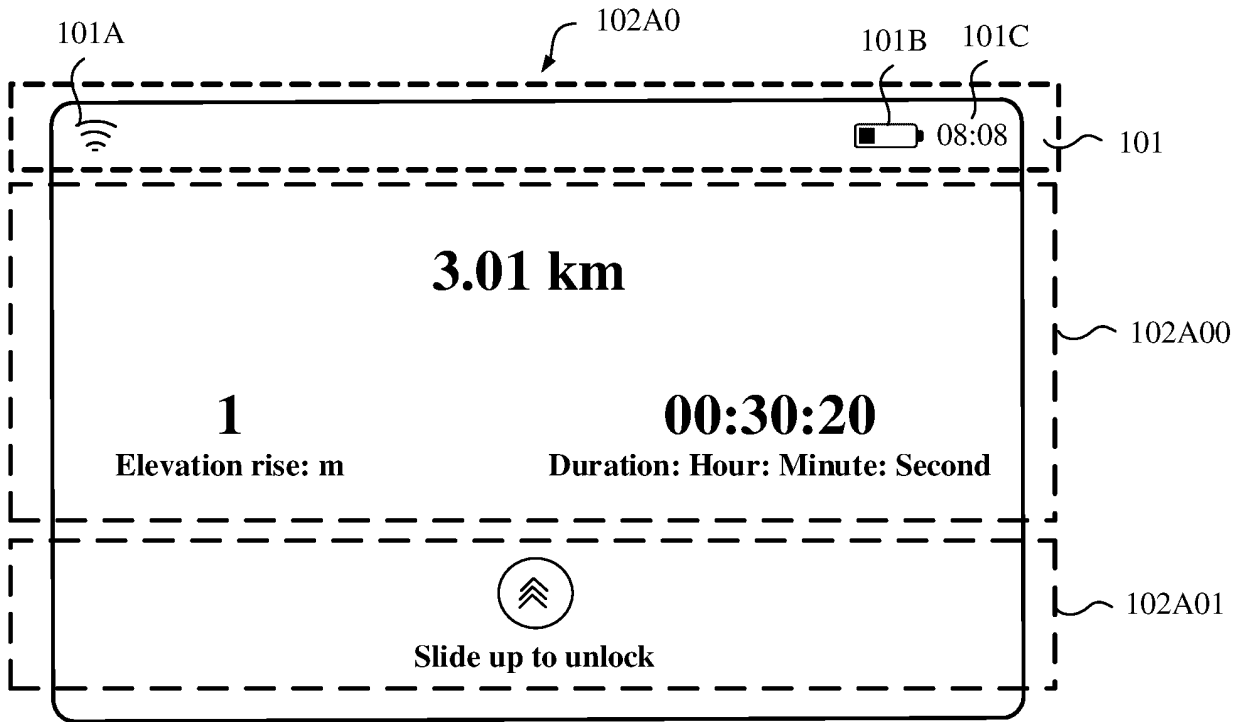 102A0
101A
101B
101C
08:08
101
3.01 km
102A00
1
00:30:20
Elevation rise: m
Duration: Hour: Minute: Second
102A01
Slide up to unlock